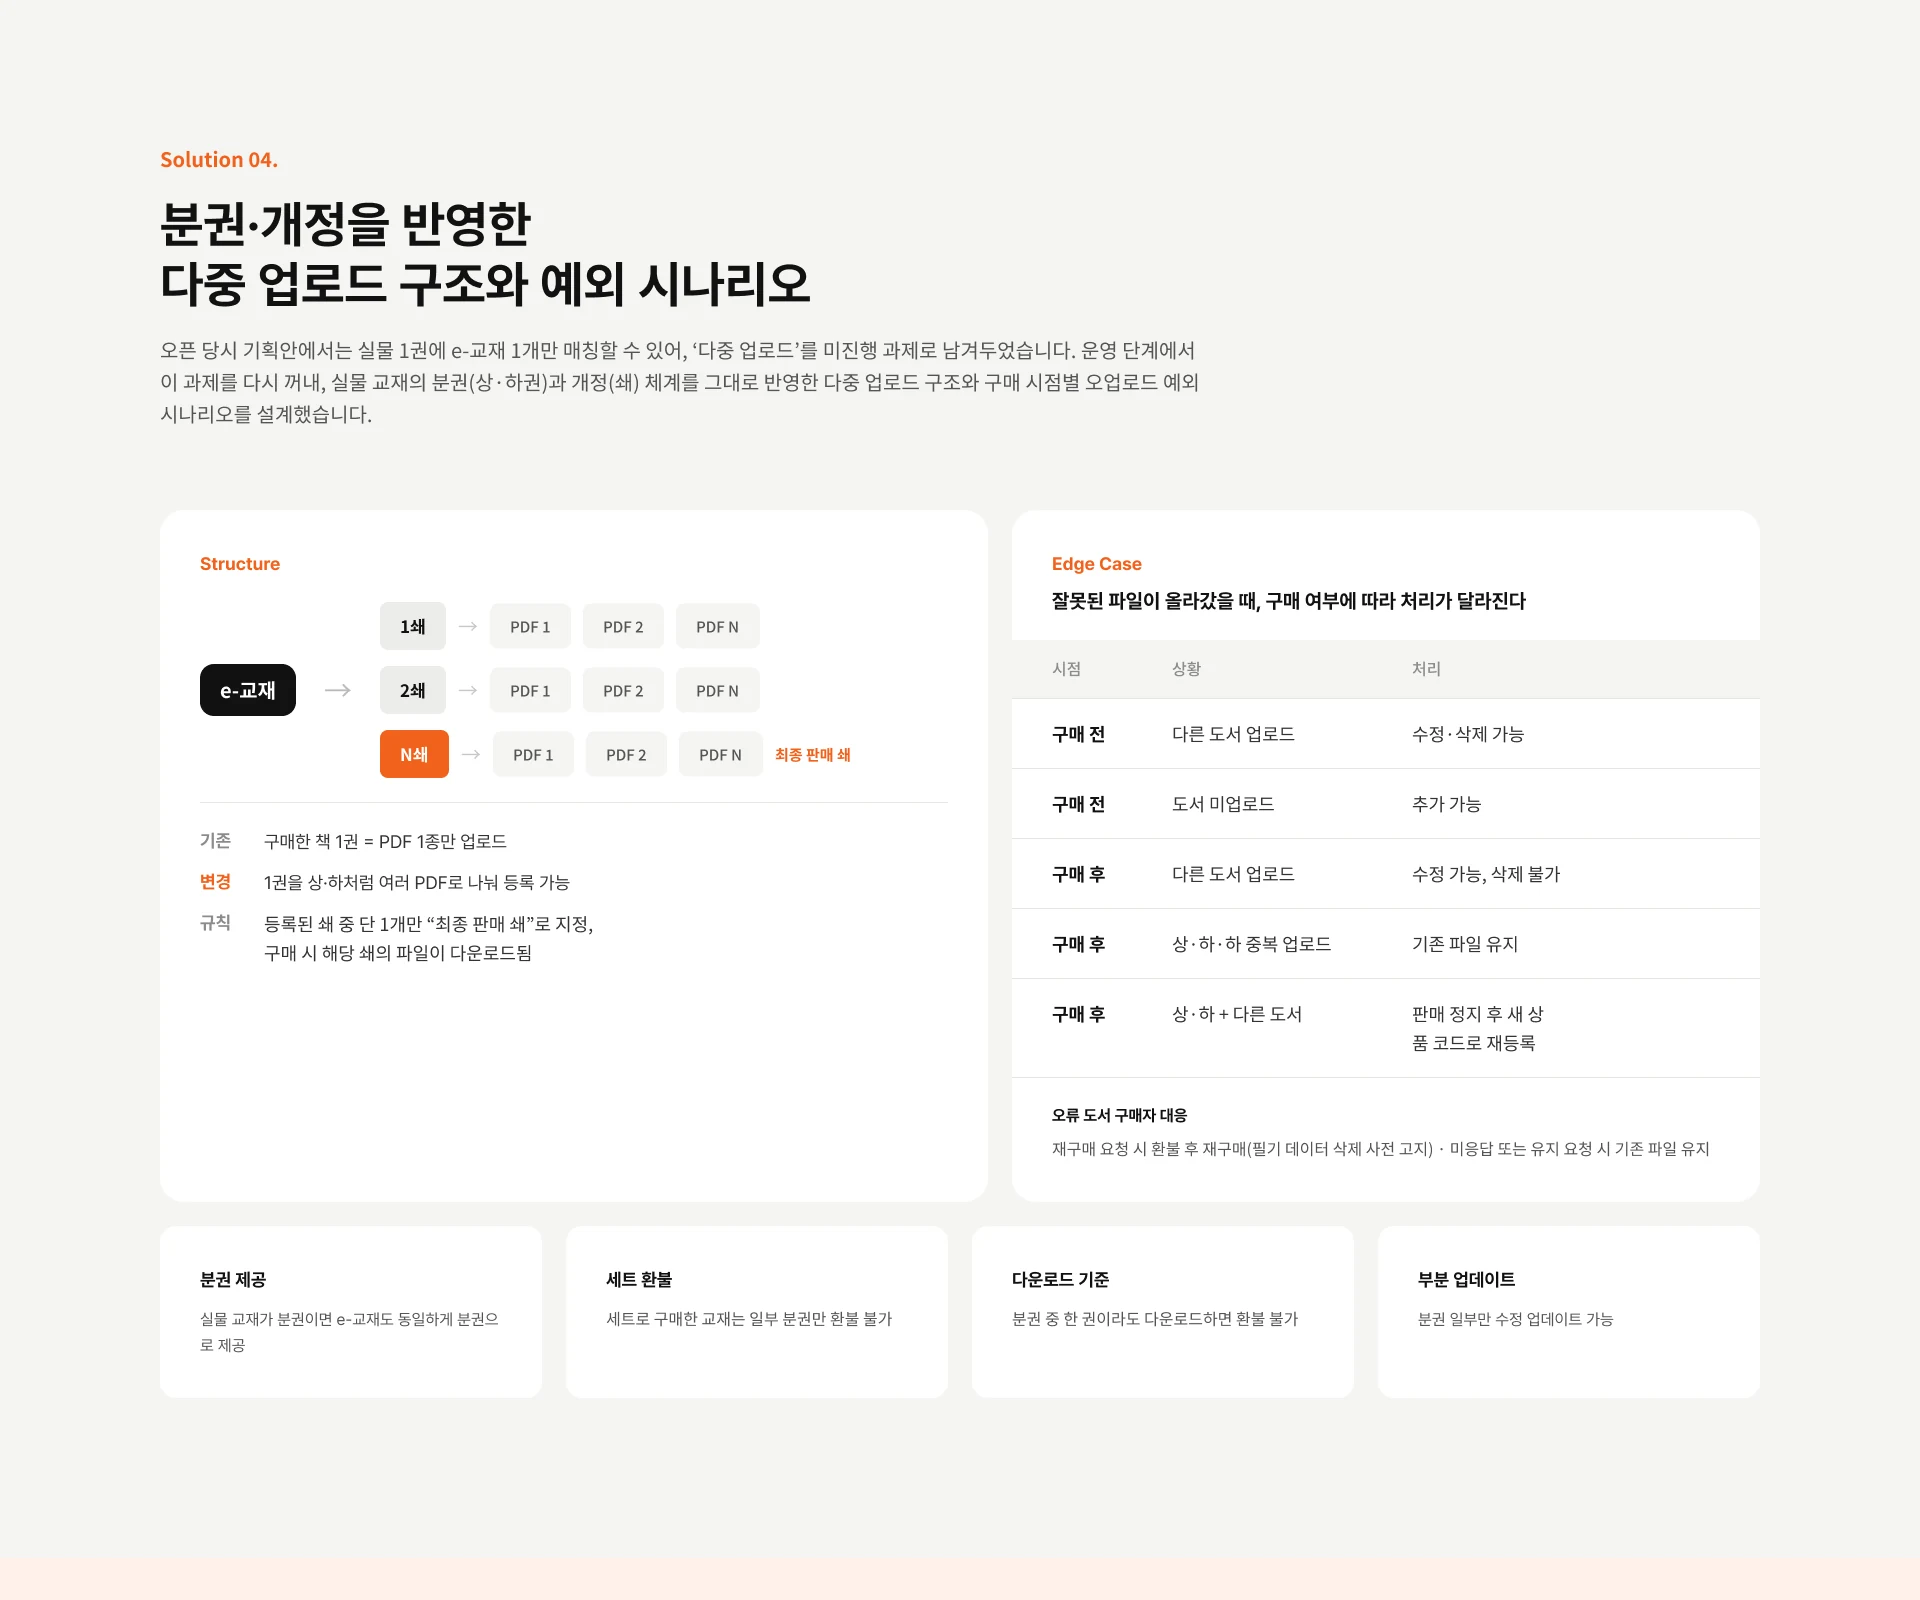 Solution 04.
분권·개정을 반영한
다중 업로드 구조와 예외 시나리오
오픈 당시 기획안에서는 실물 1권에 e-교재 1개만 매칭할 수 있어, ‘다중 업로드’를 미진행 과제로 남겨두었습니다. 운영 단계에서
이 과제를 다시 꺼내, 실물 교재의 분권(상·하권)과 개정(쇄) 체계를 그대로 반영한 다중 업로드 구조와 구매 시점별 오업로드 예외
시나리오를 설계했습니다.
Structure
1쇄 → PDF 1 PDF 2 PDF N
e-교재 → 2쇄 → PDF 1 PDF 2 PDF N
N쇄 → PDF 1 PDF 2 PDF N 최종 판매 쇄
기존 구매한 책 1권 = PDF 1종만 업로드
변경 1권을 상·하처럼 여러 PDF로 나눠 등록 가능
규칙 등록된 쇄 중 단 1개만 “최종 판매 쇄”로 지정,
구매 시 해당 쇄의 파일이 다운로드됨
Edge Case
잘못된 파일이 올라갔을 때, 구매 여부에 따라 처리가 달라진다
시점 상황 처리
구매 전 다른 도서 업로드 수정·삭제 가능
구매 전 도서 미업로드 추가 가능
구매 후 다른 도서 업로드 수정 가능, 삭제 불가
구매 후 상·하·하 중복 업로드 기존 파일 유지
구매 후 상·하 + 다른 도서 판매 정지 후 새 상
품 코드로 재등록
오류 도서 구매자 대응
재구매 요청 시 환불 후 재구매(필기 데이터 삭제 사전 고지) · 미응답 또는 유지 요청 시 기존 파일 유지
분권 제공
실물 교재가 분권이면 e-교재도 동일하게 분권으
로 제공
세트 환불
세트로 구매한 교재는 일부 분권만 환불 불가
다운로드 기준
분권 중 한 권이라도 다운로드하면 환불 불가
부분 업데이트
분권 일부만 수정 업데이트 가능